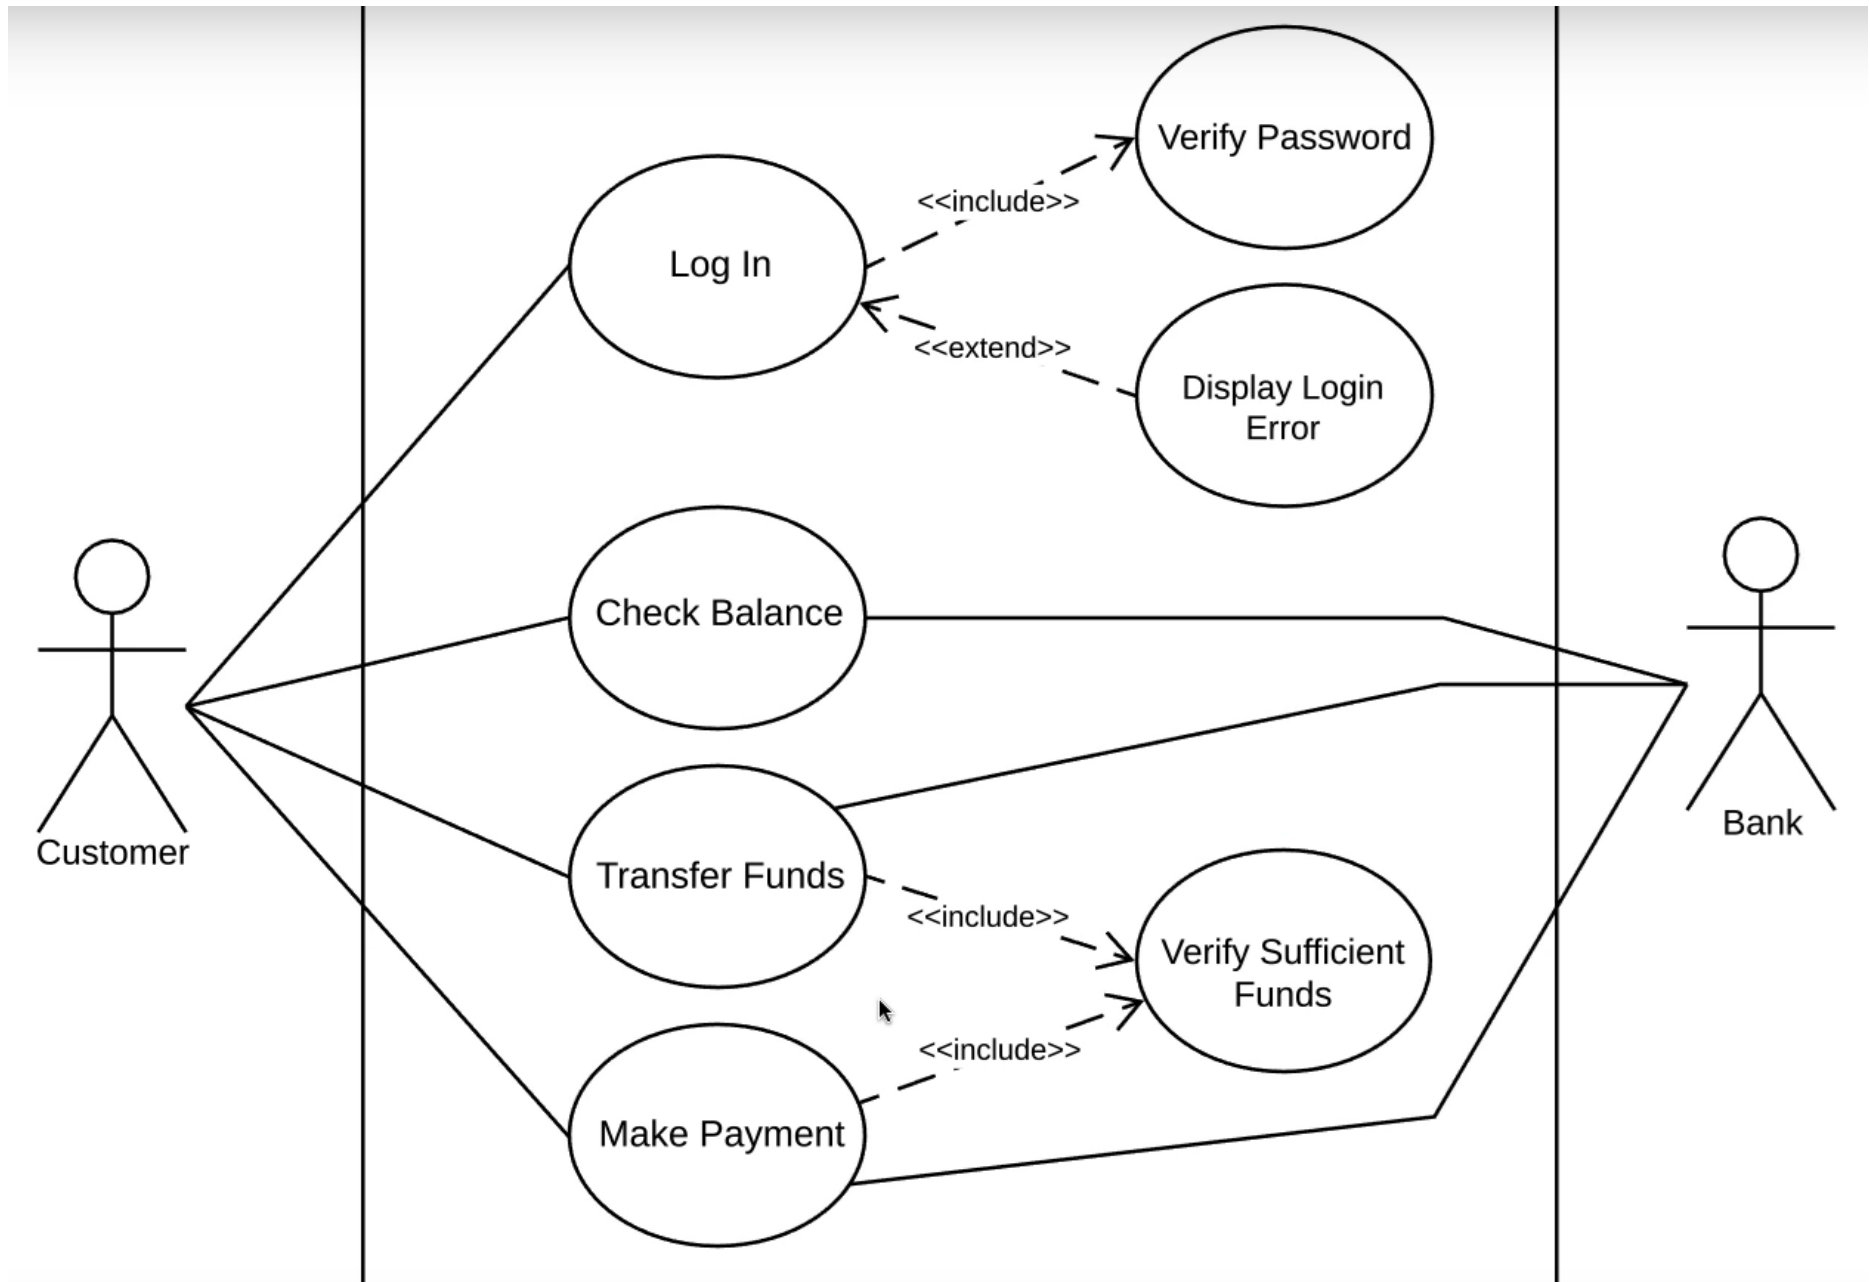 Verify Password
<<include>>
Log In
<<extend>>
Display Login
Error
Check Balance
Customer
Bank
Transfer Funds
<<include>>
Verify Sufficient
Funds
<<include>>
Make Payment